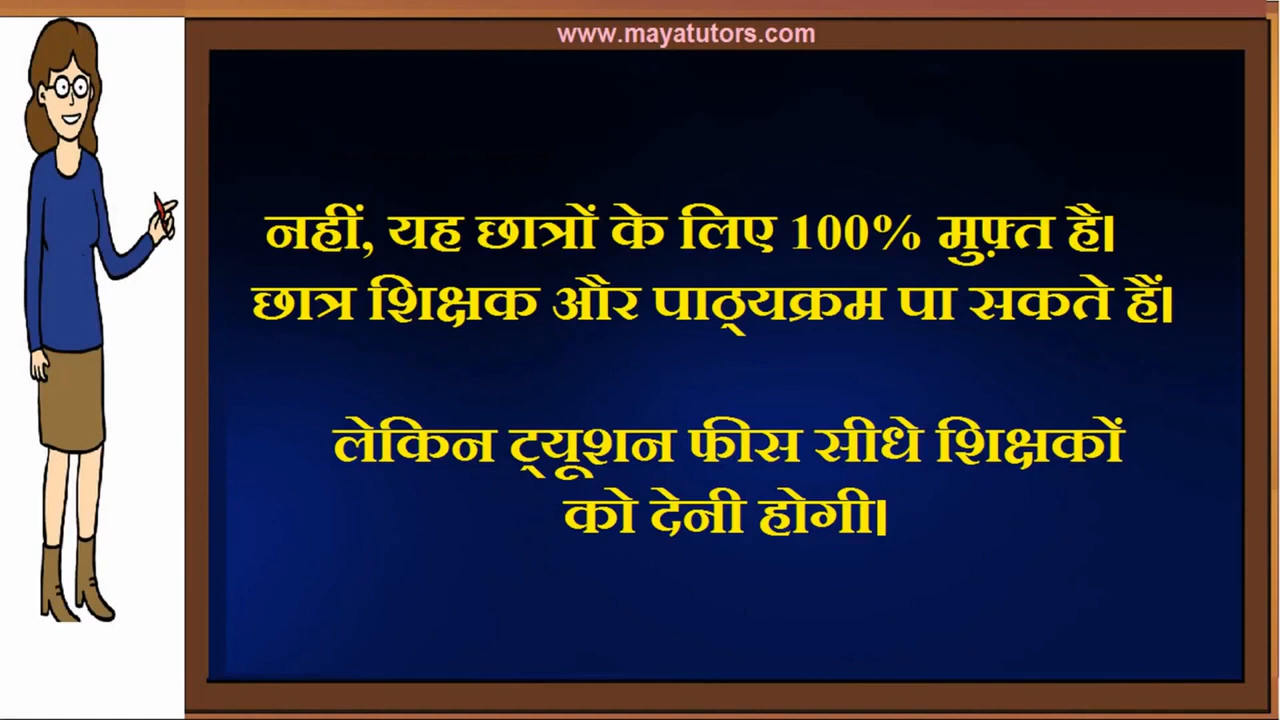 www.mayatutors.com
नहीं, यह छात्रों के लिए 100% मुफ़्त है।
छात्र शिक्षक और पाठ्यक्रम पा सकते हैं।
लेकिन ट्यूशन फीस सीधे शिक्षकों
को देनी होगी।